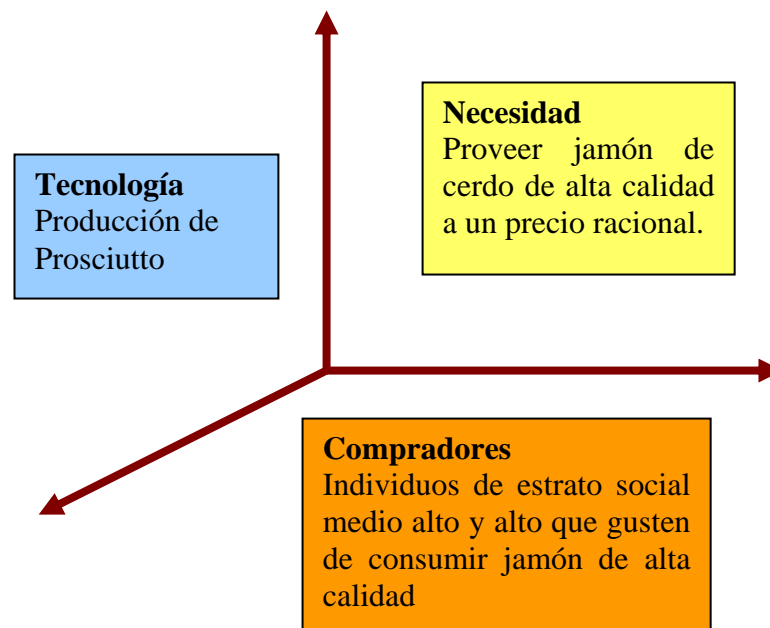 Necesidad
Proveer jamón de
cerdo de alta calidad
a un precio racional.
Tecnología
Producción de
Prosciutto
Compradores
Individuos de estrato social
medio alto y alto que gusten
de consumir jamón de alta
calidad